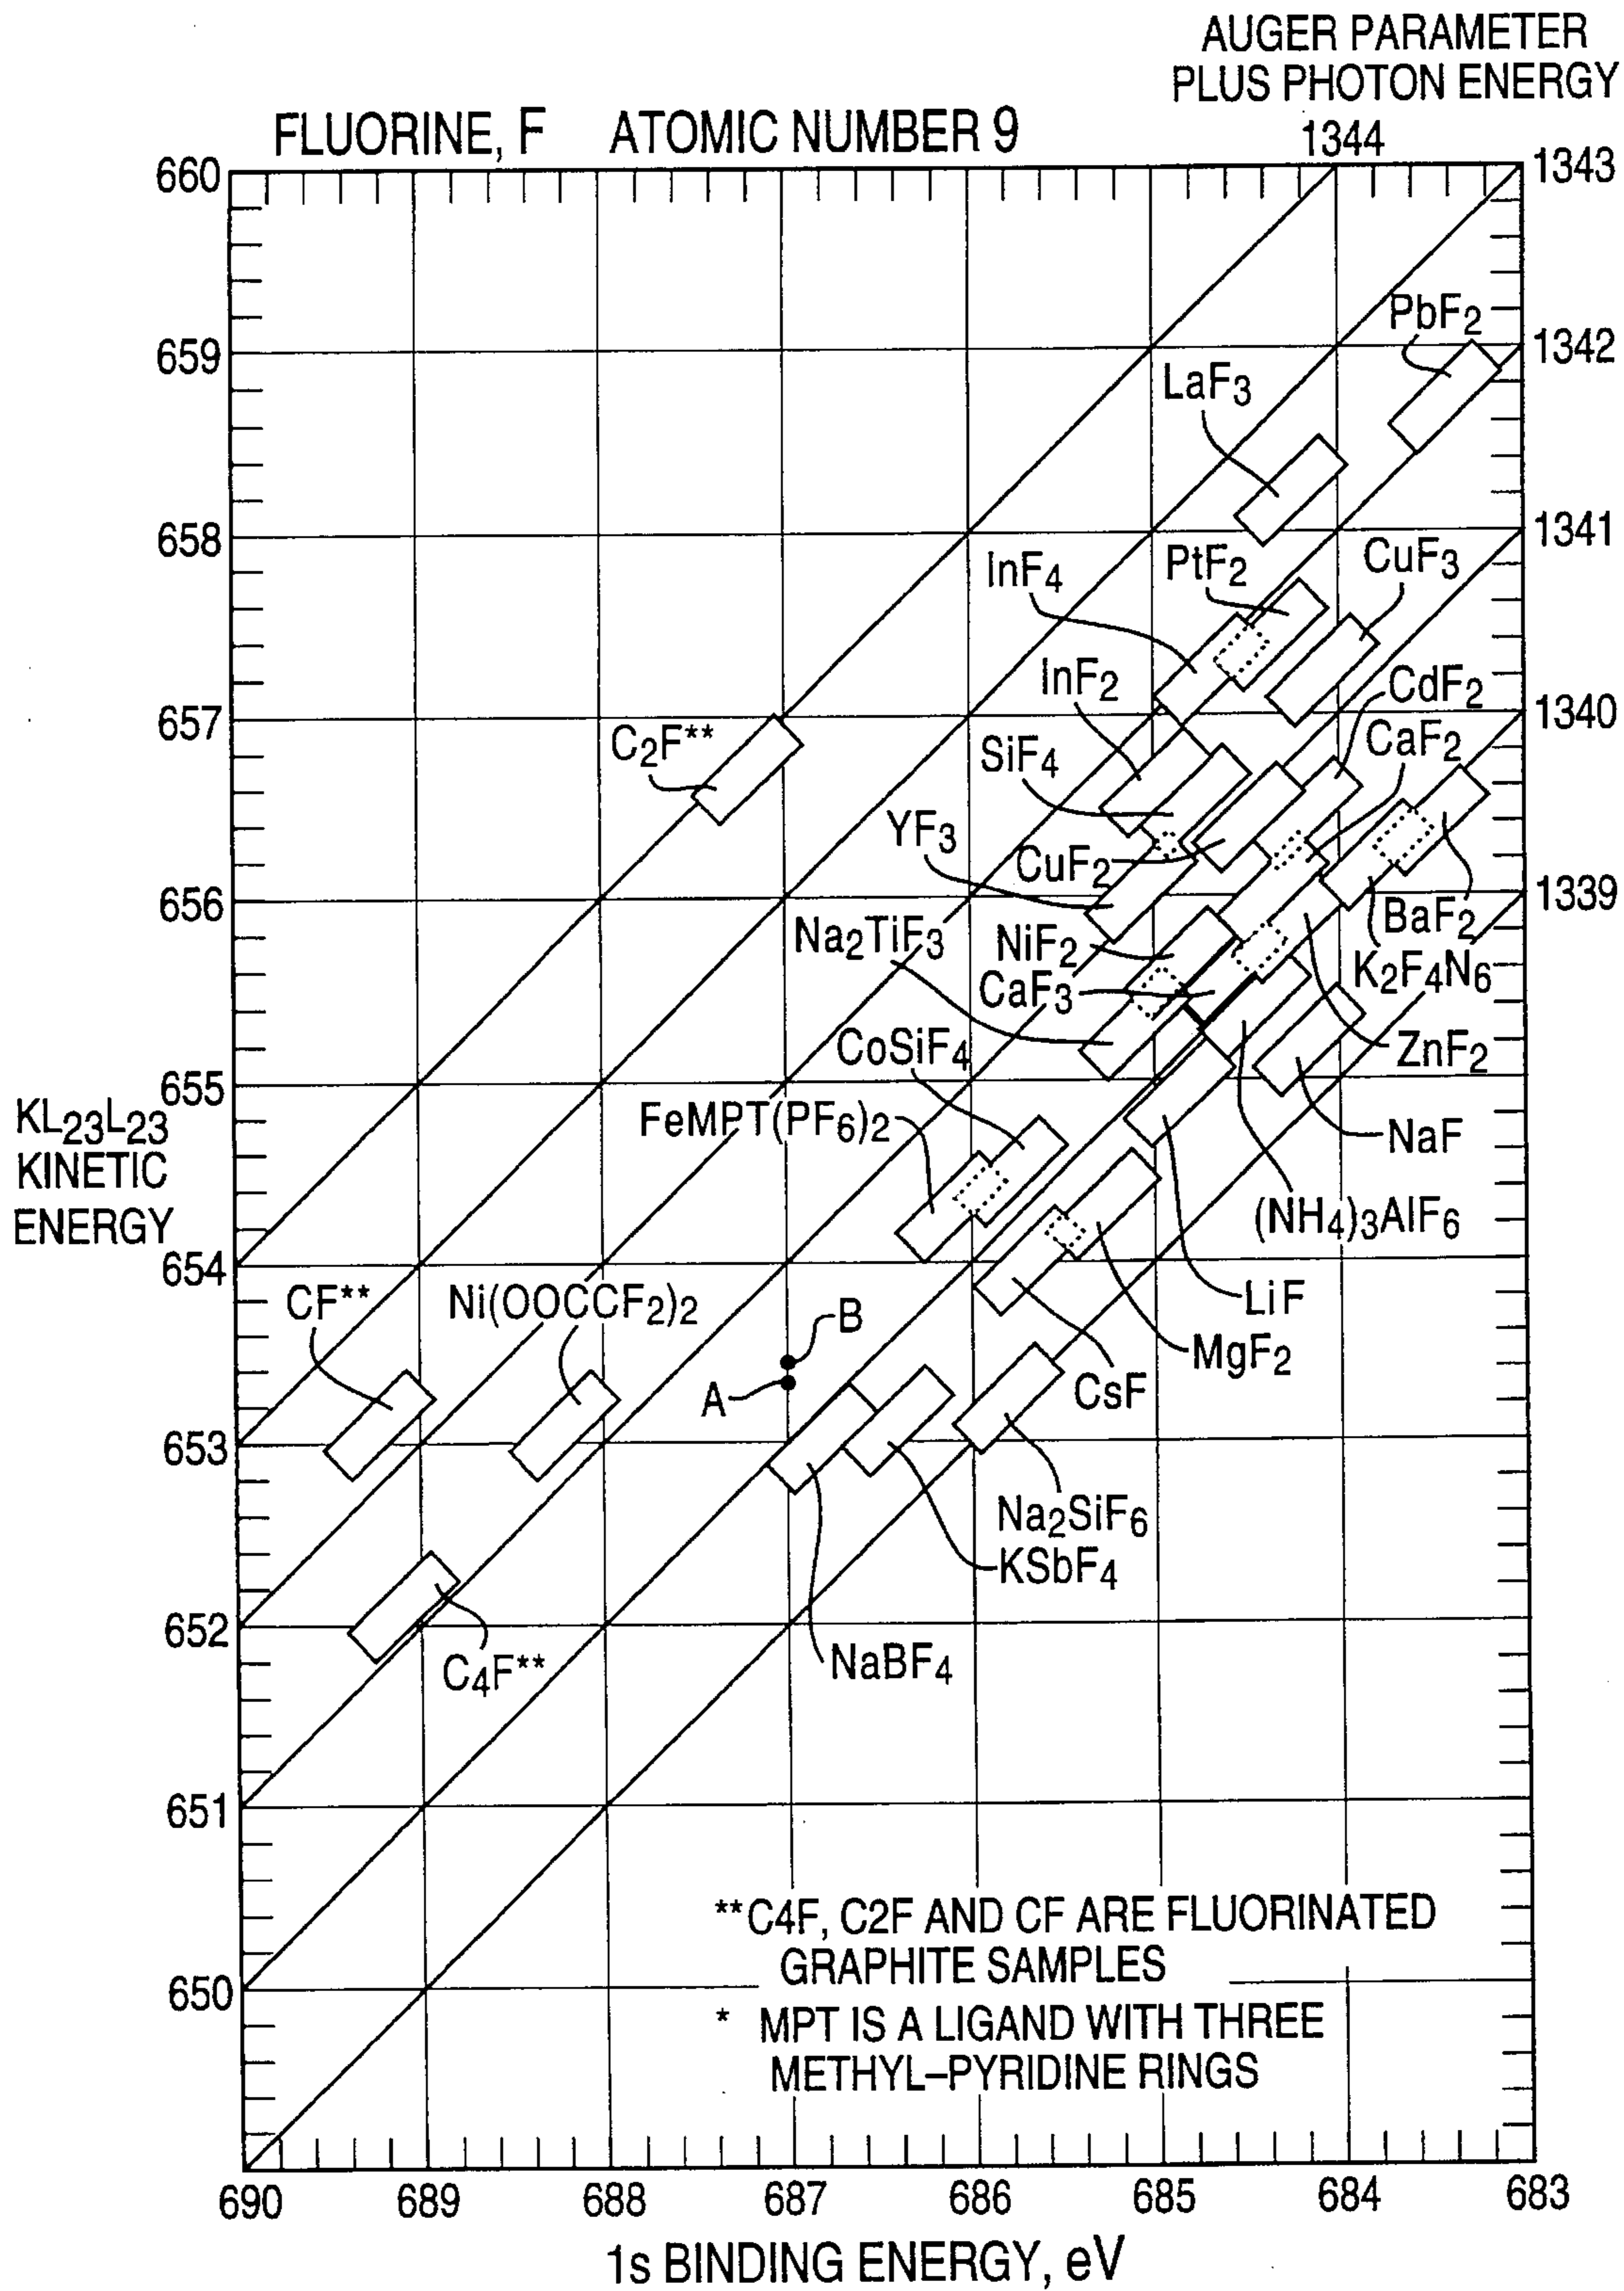 AUGER PARAMETER
PLUS PHOTON ENERGY
FLUORINE, F ATOMIC NUMBER 9
1344
660
1343
PbF2
659
1342
LaF3
658
1341
InF4
PtF2
CuF3
InF2
CdF2
657
1340
C2F**
SiF4
CaF2
YF3
CuF2
656
1339
Na2TiF3
NiF2
BaF2
CaF3
K2F4N6
CoSiF4
ZnF2
655
KL23L23
KINETIC
ENERGY
FeMPT(PF6)2
NaF
(NH4)3AlF6
654
CF**
Ni(OOCCF2)2
B
LiF
MgF2
A
CsF
653
Na2SiF6
KSbF4
652
C4F**
NaBF4
651
**C4F, C2F AND CF ARE FLUORINATED
GRAPHITE SAMPLES
650
* MPT IS A LIGAND WITH THREE
METHYL–PYRIDINE RINGS
690 689 688 687 686 685 684 683
1s BINDING ENERGY, eV